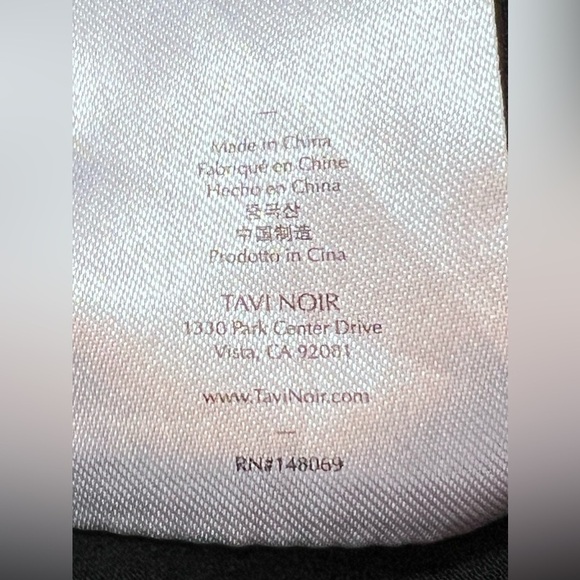 Made in China
Fabriqué en Chine
Hecho en China
중국산
中国制造
Prodotto in Cina
TAVI NOIR
1330 Park Center Drive
Vista, CA 92081
www.TaviNoir.com
RN#148069